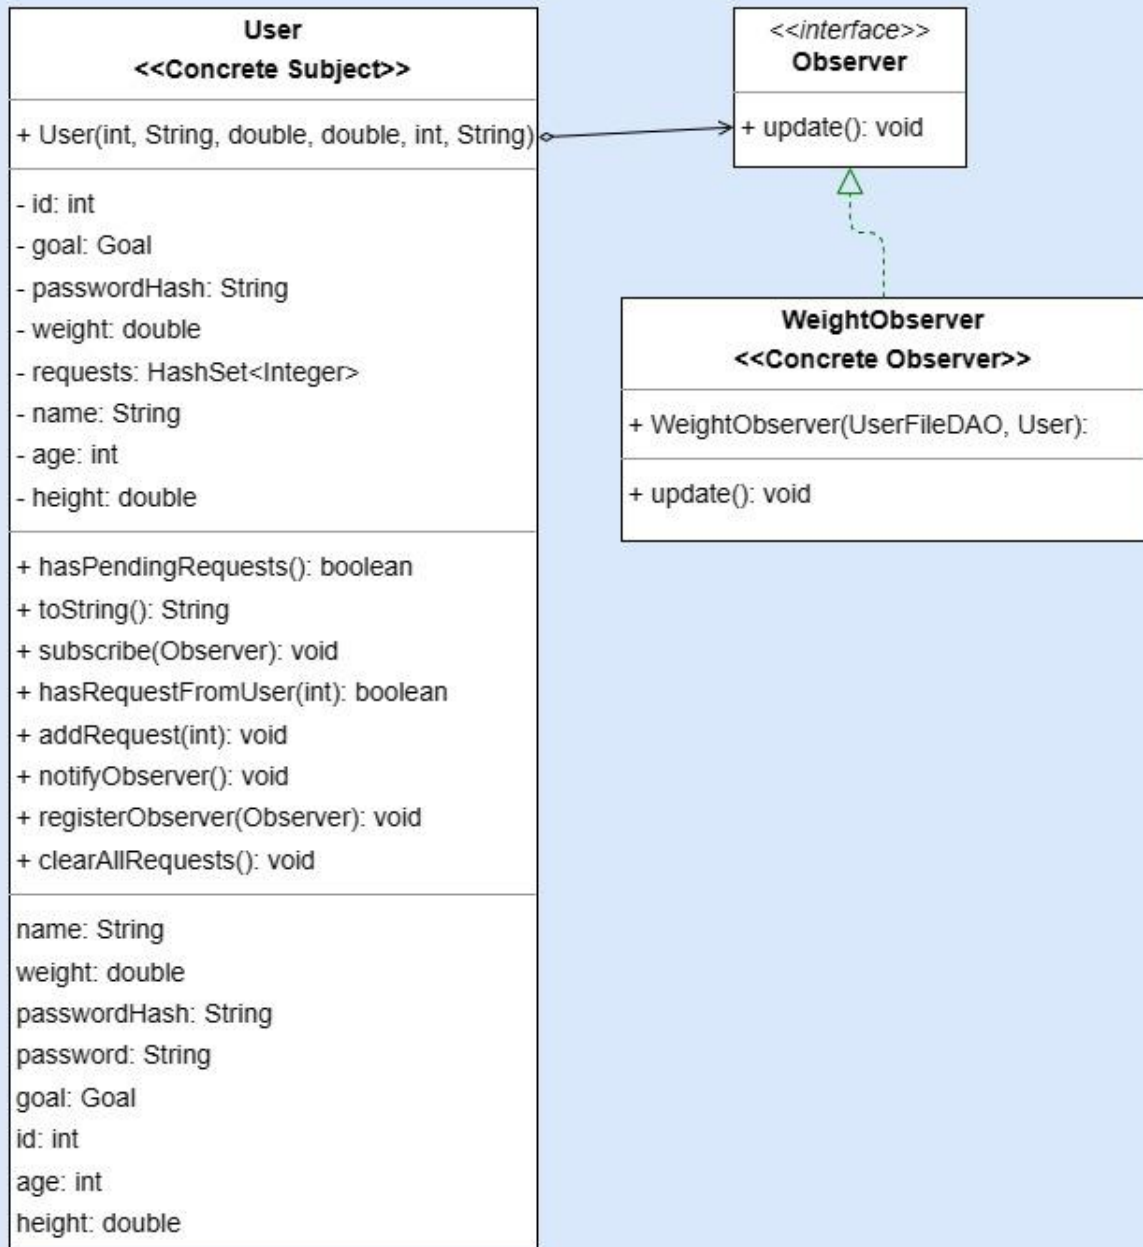 User
<<Concrete Subject>>
+ User(int, String, double, double, int, String)
- id: int
- goal: Goal
- passwordHash: String
- weight: double
- requests: HashSet<Integer>
- name: String
- age: int
- height: double
+ hasPendingRequests(): boolean
+ toString(): String
+ subscribe(Observer): void
+ hasRequestFromUser(int): boolean
+ addRequest(int): void
+ notifyObserver(): void
+ registerObserver(Observer): void
+ clearAllRequests(): void
name: String
weight: double
passwordHash: String
password: String
goal: Goal
id: int
age: int
height: double
<<interface>>
Observer
+ update(): void
WeightObserver
<<Concrete Observer>>
+ WeightObserver(UserFileDAO, User):
+ update(): void